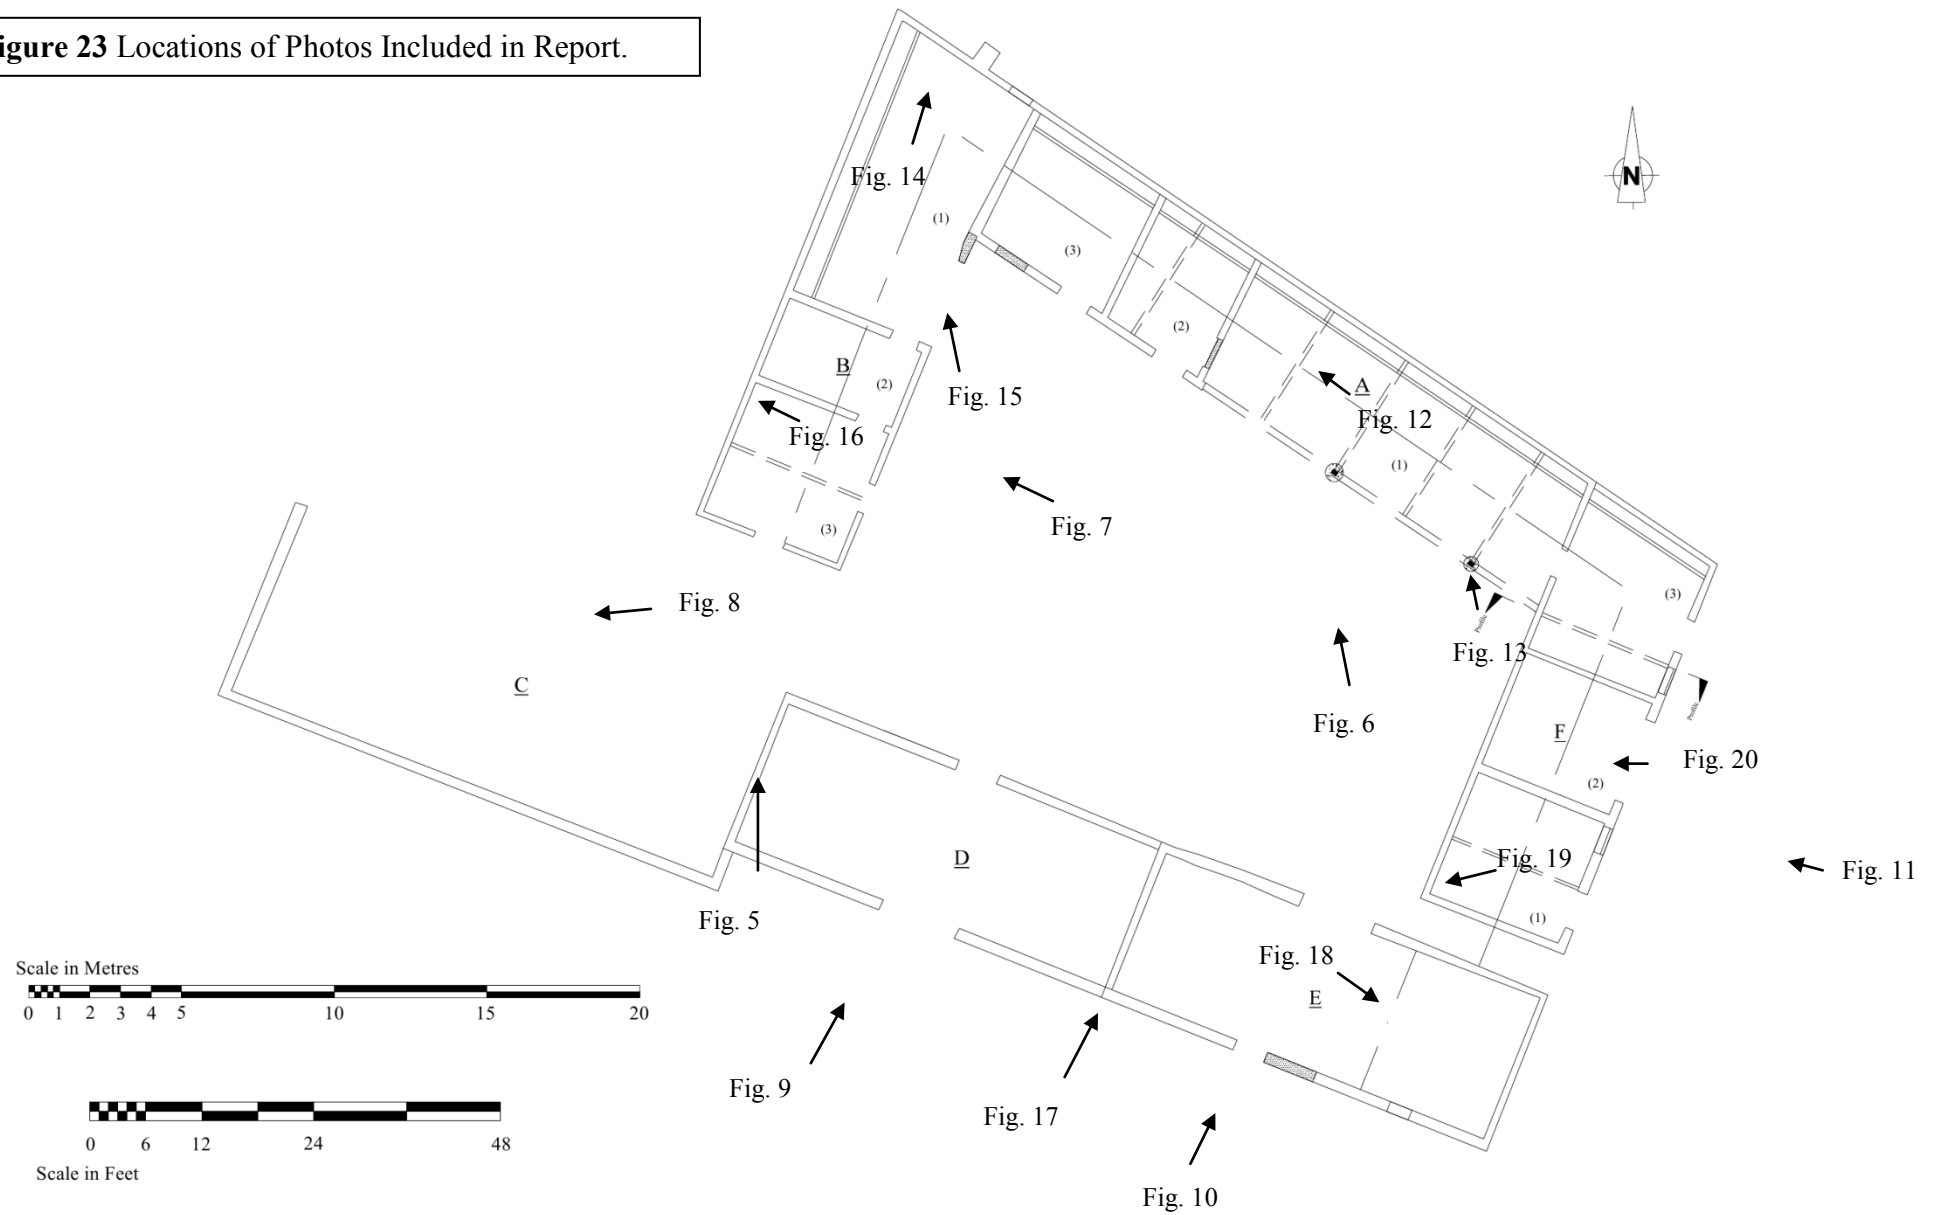 igure 23 Locations of Photos Included in Report.
N
Fig. 14
(1)
(3)
(2)
B
(2)
Fig. 15
A
Fig. 12
Fig. 16
(1)
Fig. 7
(3)
Fig. 8
(3)
Profile
Fig. 13
C
Fig. 6
Profile
F
Fig. 20
(2)
D
Fig. 19
Fig. 11
Fig. 5
(1)
Fig. 18
E
Scale in Metres
0 1 2 3 4 5 10 15 20
Fig. 9
Fig. 17
0 6 12 24 48
Scale in Feet
Fig. 10